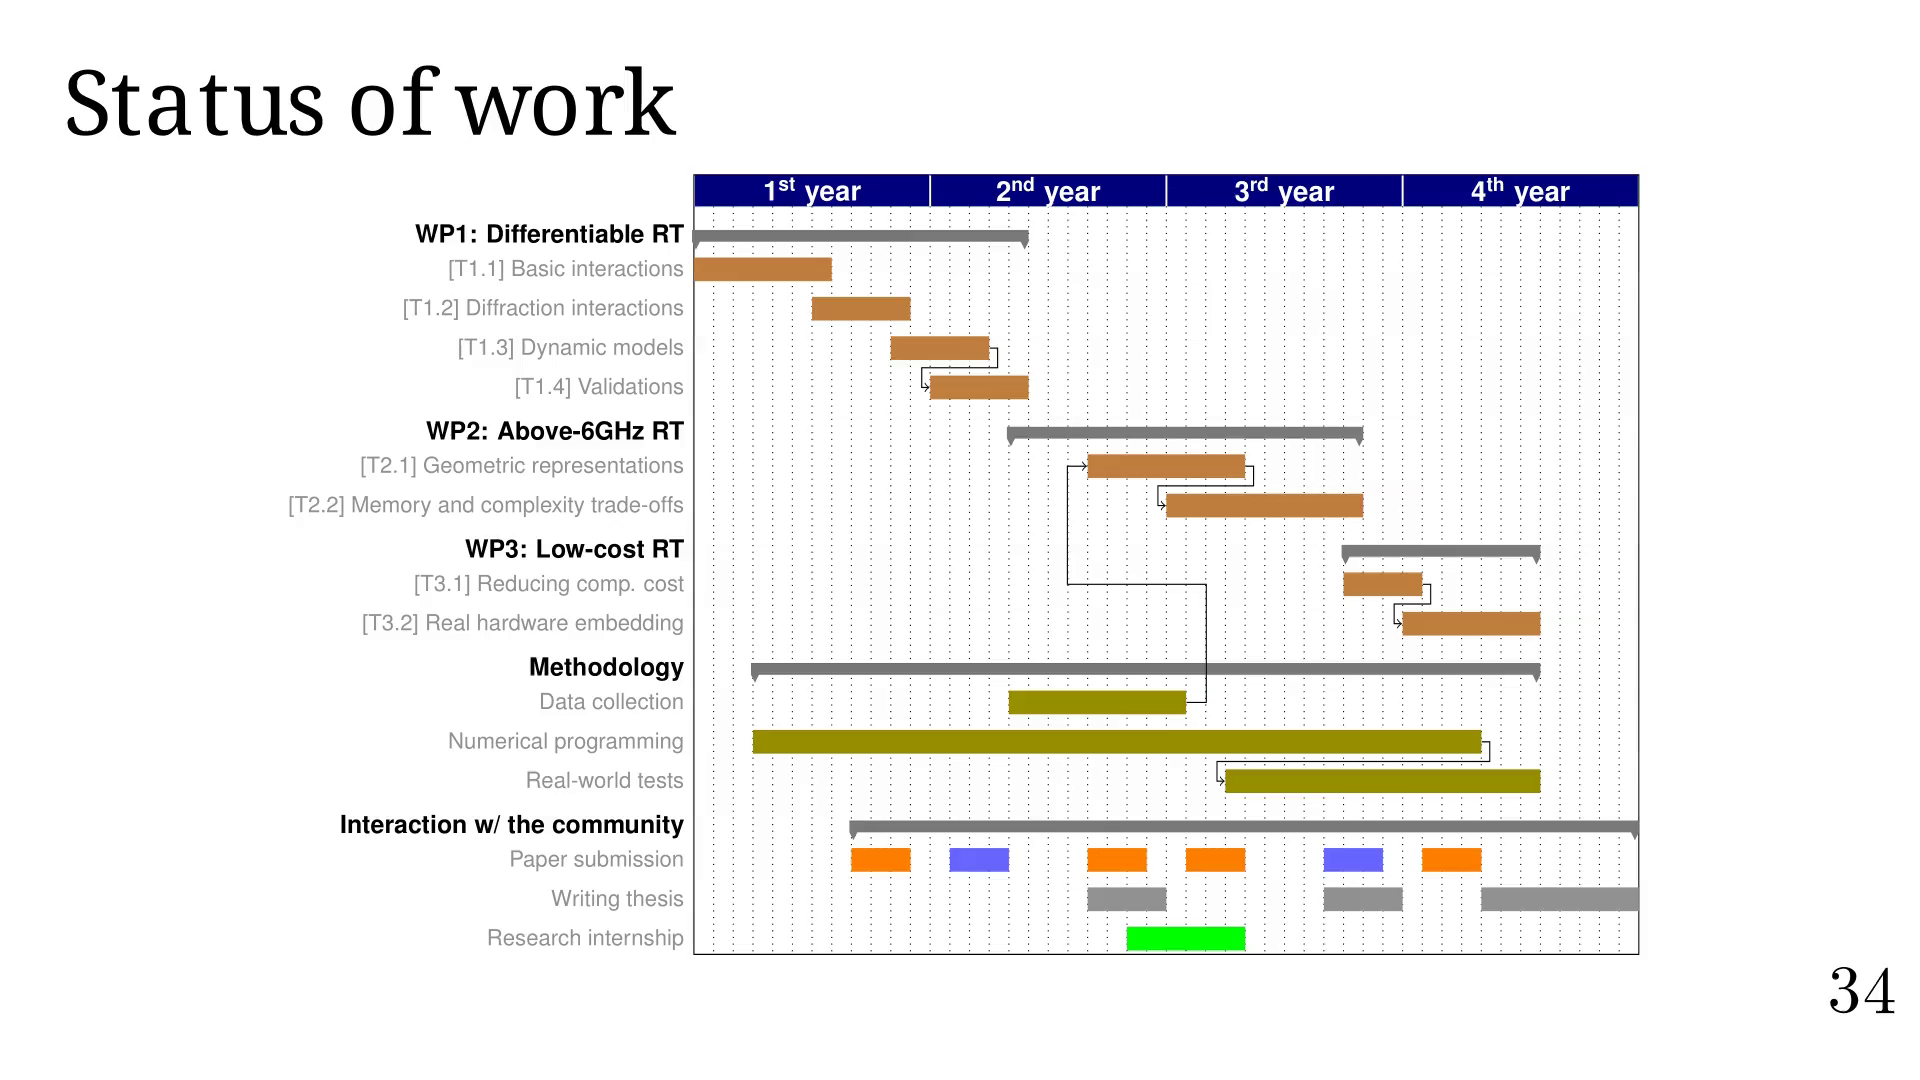 Status of work
1st year 2nd year 3rd year 4th year
WP1: Differentiable RT
[T1.1] Basic interactions
[T1.2] Diffraction interactions
[T1.3] Dynamic models
[T1.4] Validations
WP2: Above-6GHz RT
[T2.1] Geometric representations
[T2.2] Memory and complexity trade-offs
WP3: Low-cost RT
[T3.1] Reducing comp. cost
[T3.2] Real hardware embedding
Methodology
Data collection
Numerical programming
Real-world tests
Interaction w/ the community
Paper submission
Writing thesis
Research internship
34